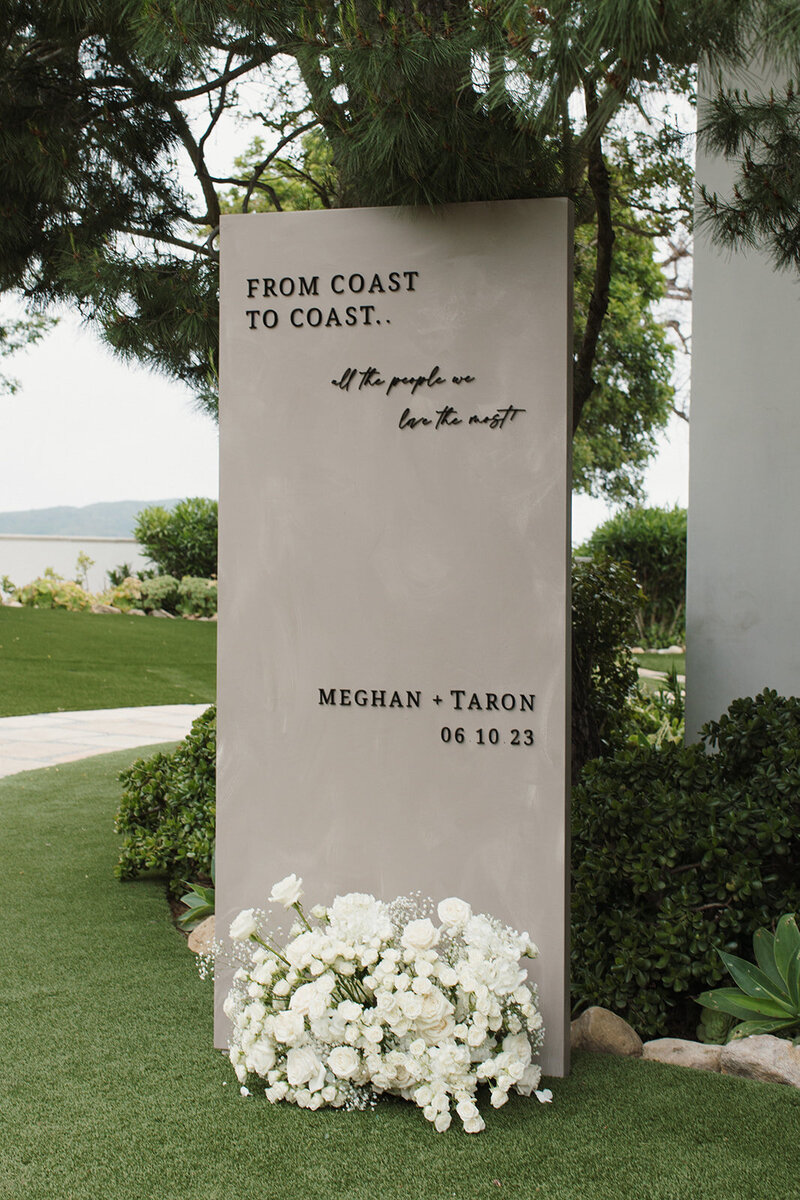 FROM COAST
TO COAST..
all the people we
love the most!
MEGHAN + TARON
06 10 23